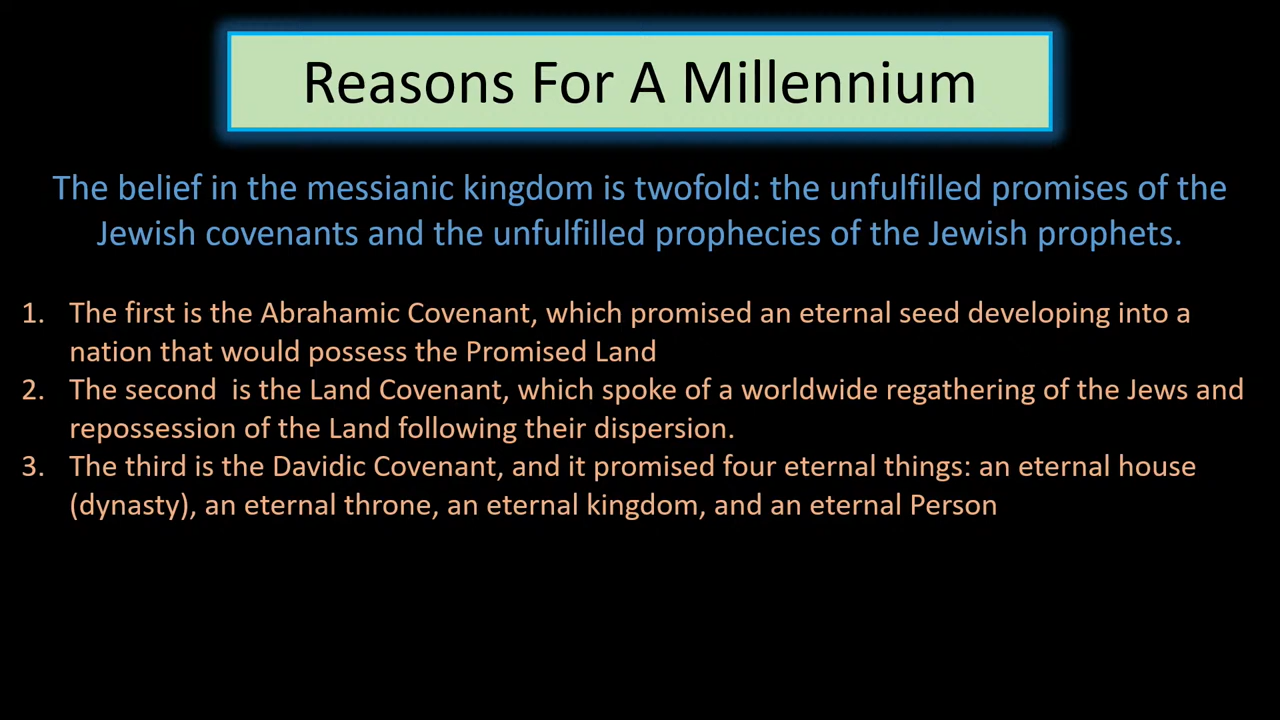 Reasons For A Millennium
The belief in the messianic kingdom is twofold: the unfulfilled promises of the
Jewish covenants and the unfulfilled prophecies of the Jewish prophets.
1. The first is the Abrahamic Covenant, which promised an eternal seed developing into a
nation that would possess the Promised Land
2. The second  is the Land Covenant, which spoke of a worldwide regathering of the Jews and
repossession of the Land following their dispersion.
3. The third is the Davidic Covenant, and it promised four eternal things: an eternal house
(dynasty), an eternal throne, an eternal kingdom, and an eternal Person